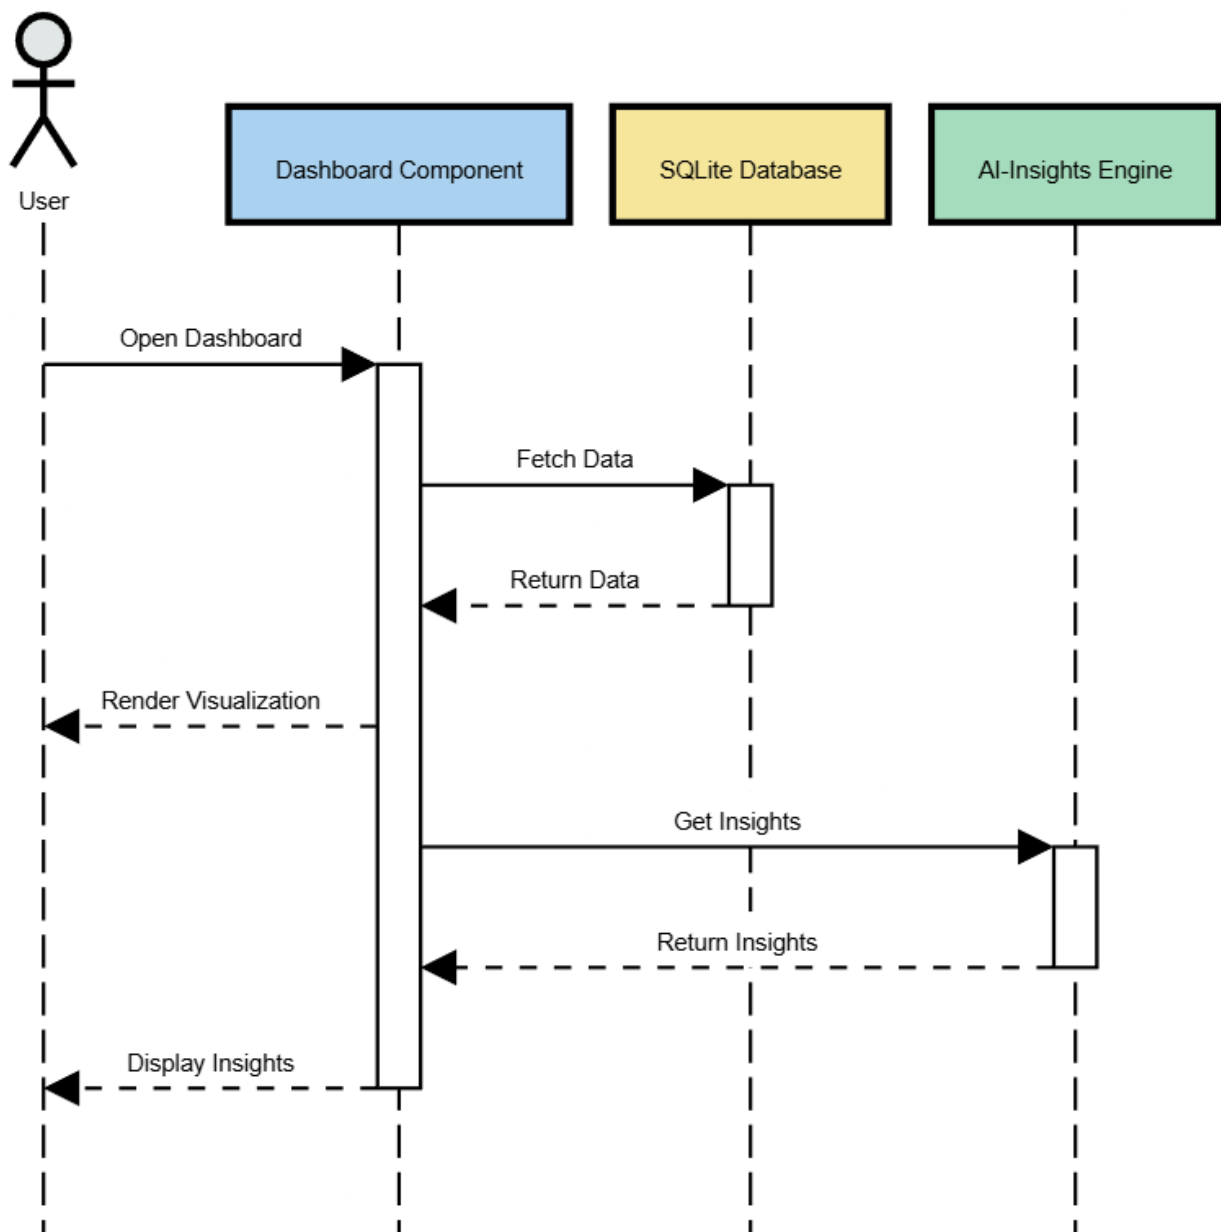 User
Dashboard Component
SQLite Database
AI-Insights Engine
Open Dashboard
Fetch Data
Return Data
Render Visualization
Get Insights
Return Insights
Display Insights